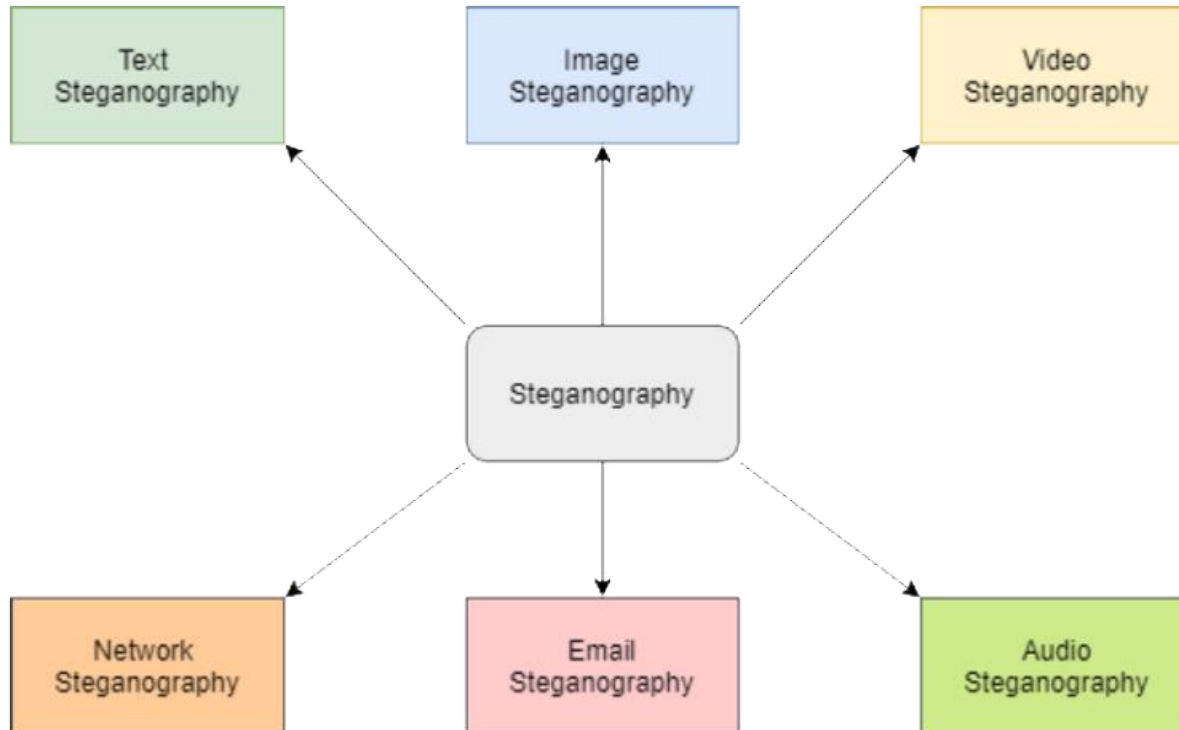 Text
Steganography
Image
Steganography
Video
Steganography
Steganography
Network
Steganography
Email
Steganography
Audio
Steganography